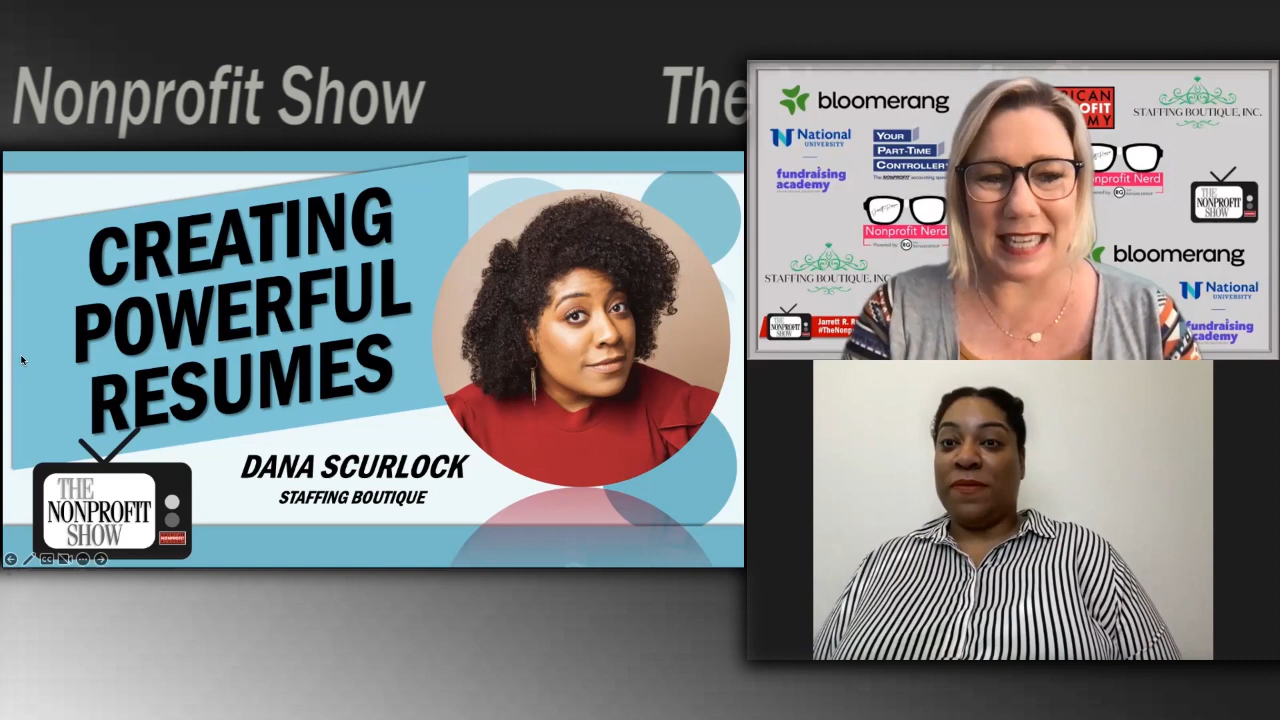 Nonprofit Show
The
CREATING
POWERFUL
RESUMES
DANA SCURLOCK
STAFFING BOUTIQUE
THE
NONPROFIT
SHOW
bloomerang
STAFFING BOUTIQUE, INC.
National
UNIVERSITY
YOUR
PART-TIME
CONTROLLER
fundraising
academy
Nonprofit Nerd
THE
NONPROFIT
SHOW
bloomerang
STAFFING BOUTIQUE, INC
National
UNIVERSITY
Jarrett R. R
#TheNonp
fundraising
academy